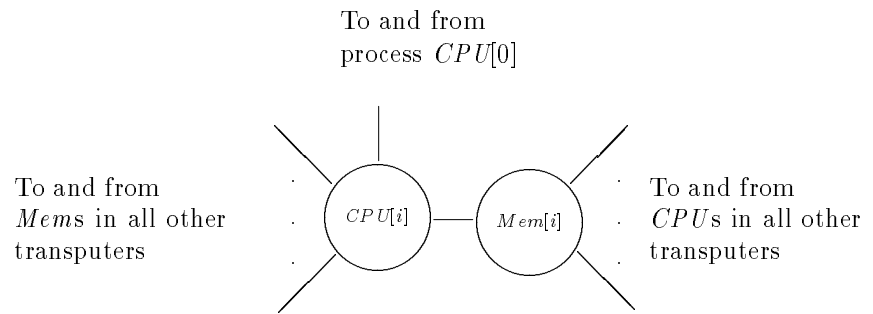 To and from
process CPU[0]
To and from
Mems in all other
transputers
CPU[i]
Mem[i]
To and from
CPUs in all other
transputers